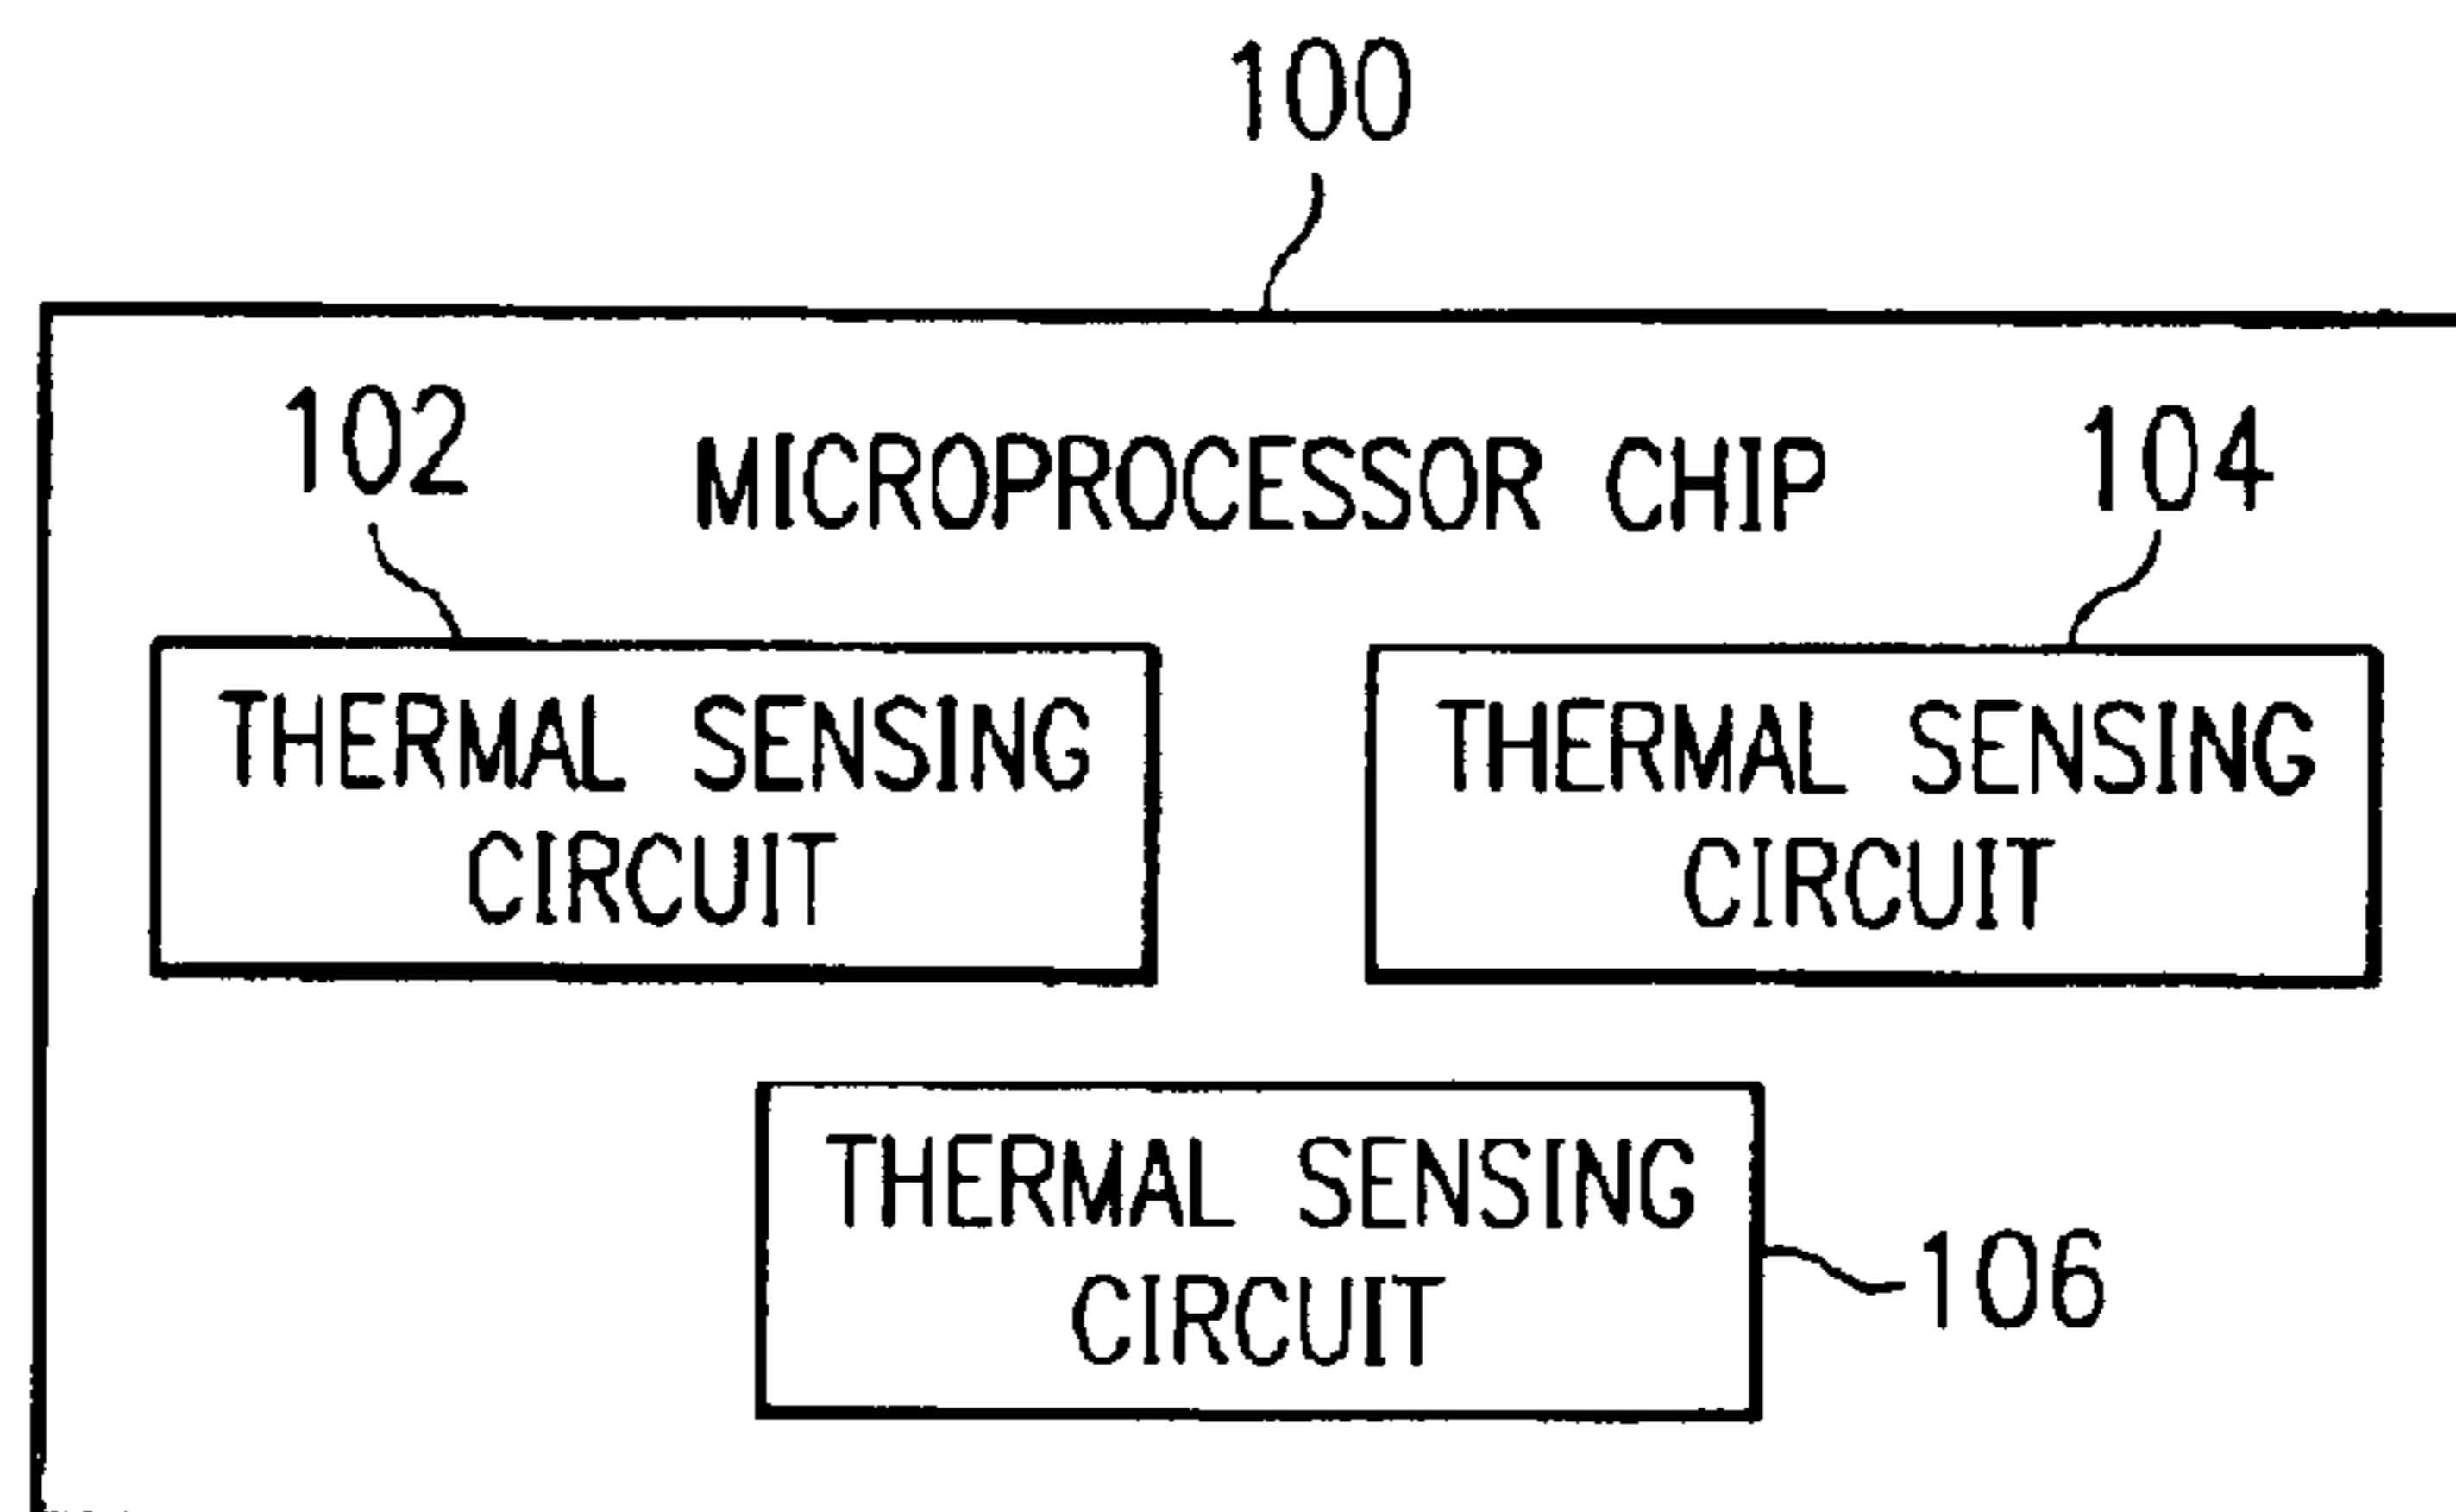 100
102
MICROPROCESSOR CHIP
104
THERMAL SENSING
CIRCUIT
THERMAL SENSING
CIRCUIT
THERMAL SENSING
CIRCUIT
106